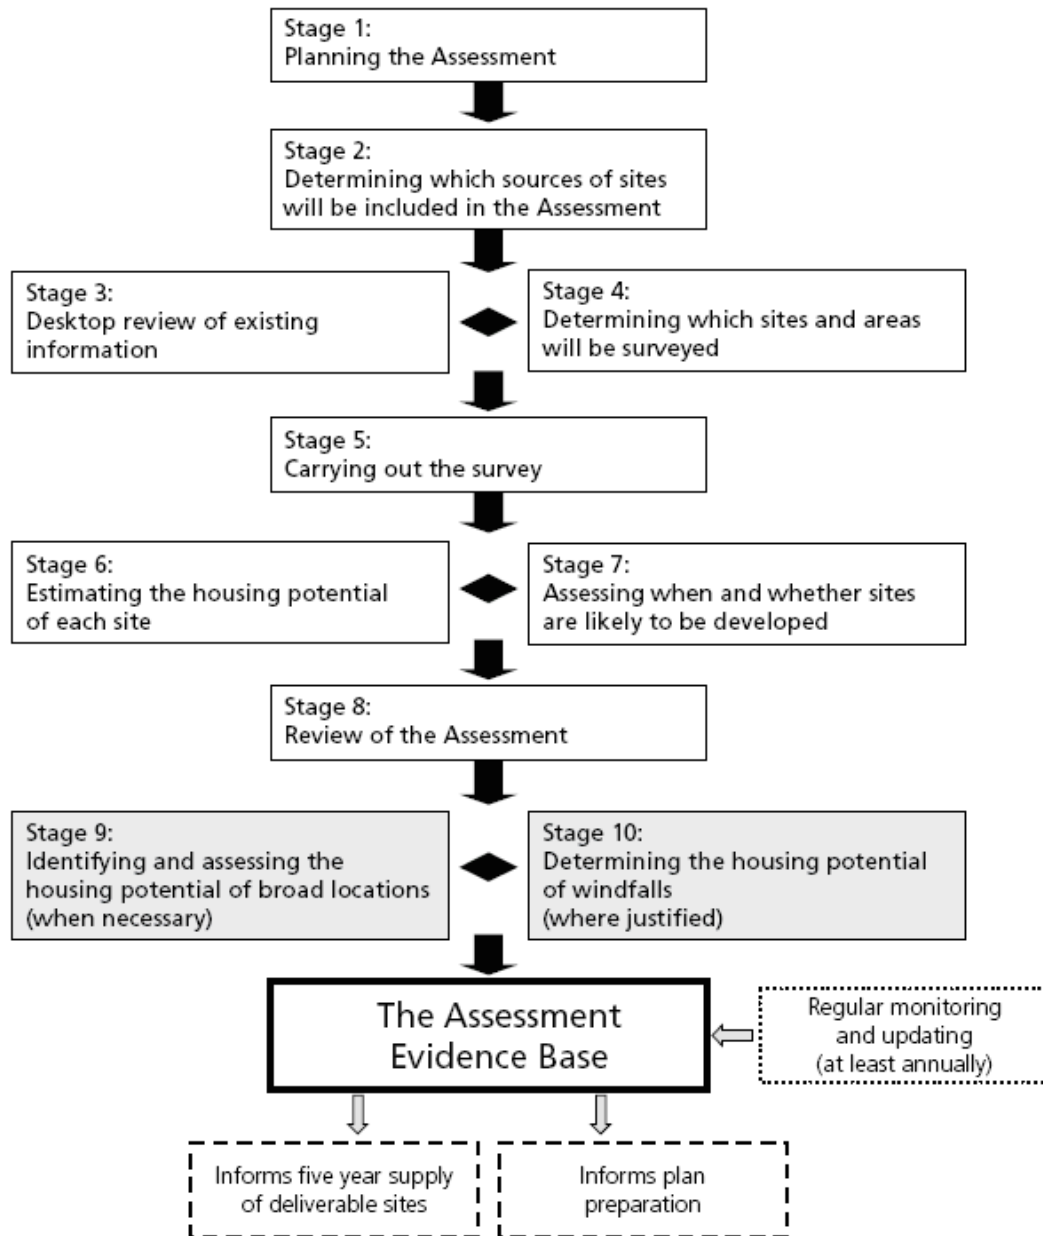 Stage 1:
Planning the Assessment
Stage 2:
Determining which sources of sites
will be included in the Assessment
Stage 3:
Desktop review of existing
information
Stage 4:
Determining which sites and areas
will be surveyed
Stage 5:
Carrying out the survey
Stage 6:
Estimating the housing potential
of each site
Stage 7:
Assessing when and whether sites
are likely to be developed
Stage 8:
Review of the Assessment
Stage 9:
Identifying and assessing the
housing potential of broad locations
(when necessary)
Stage 10:
Determining the housing potential
of windfalls
(where justified)
The Assessment
Evidence Base
Regular monitoring
and updating
(at least annually)
Informs five year supply
of deliverable sites
Informs plan
preparation